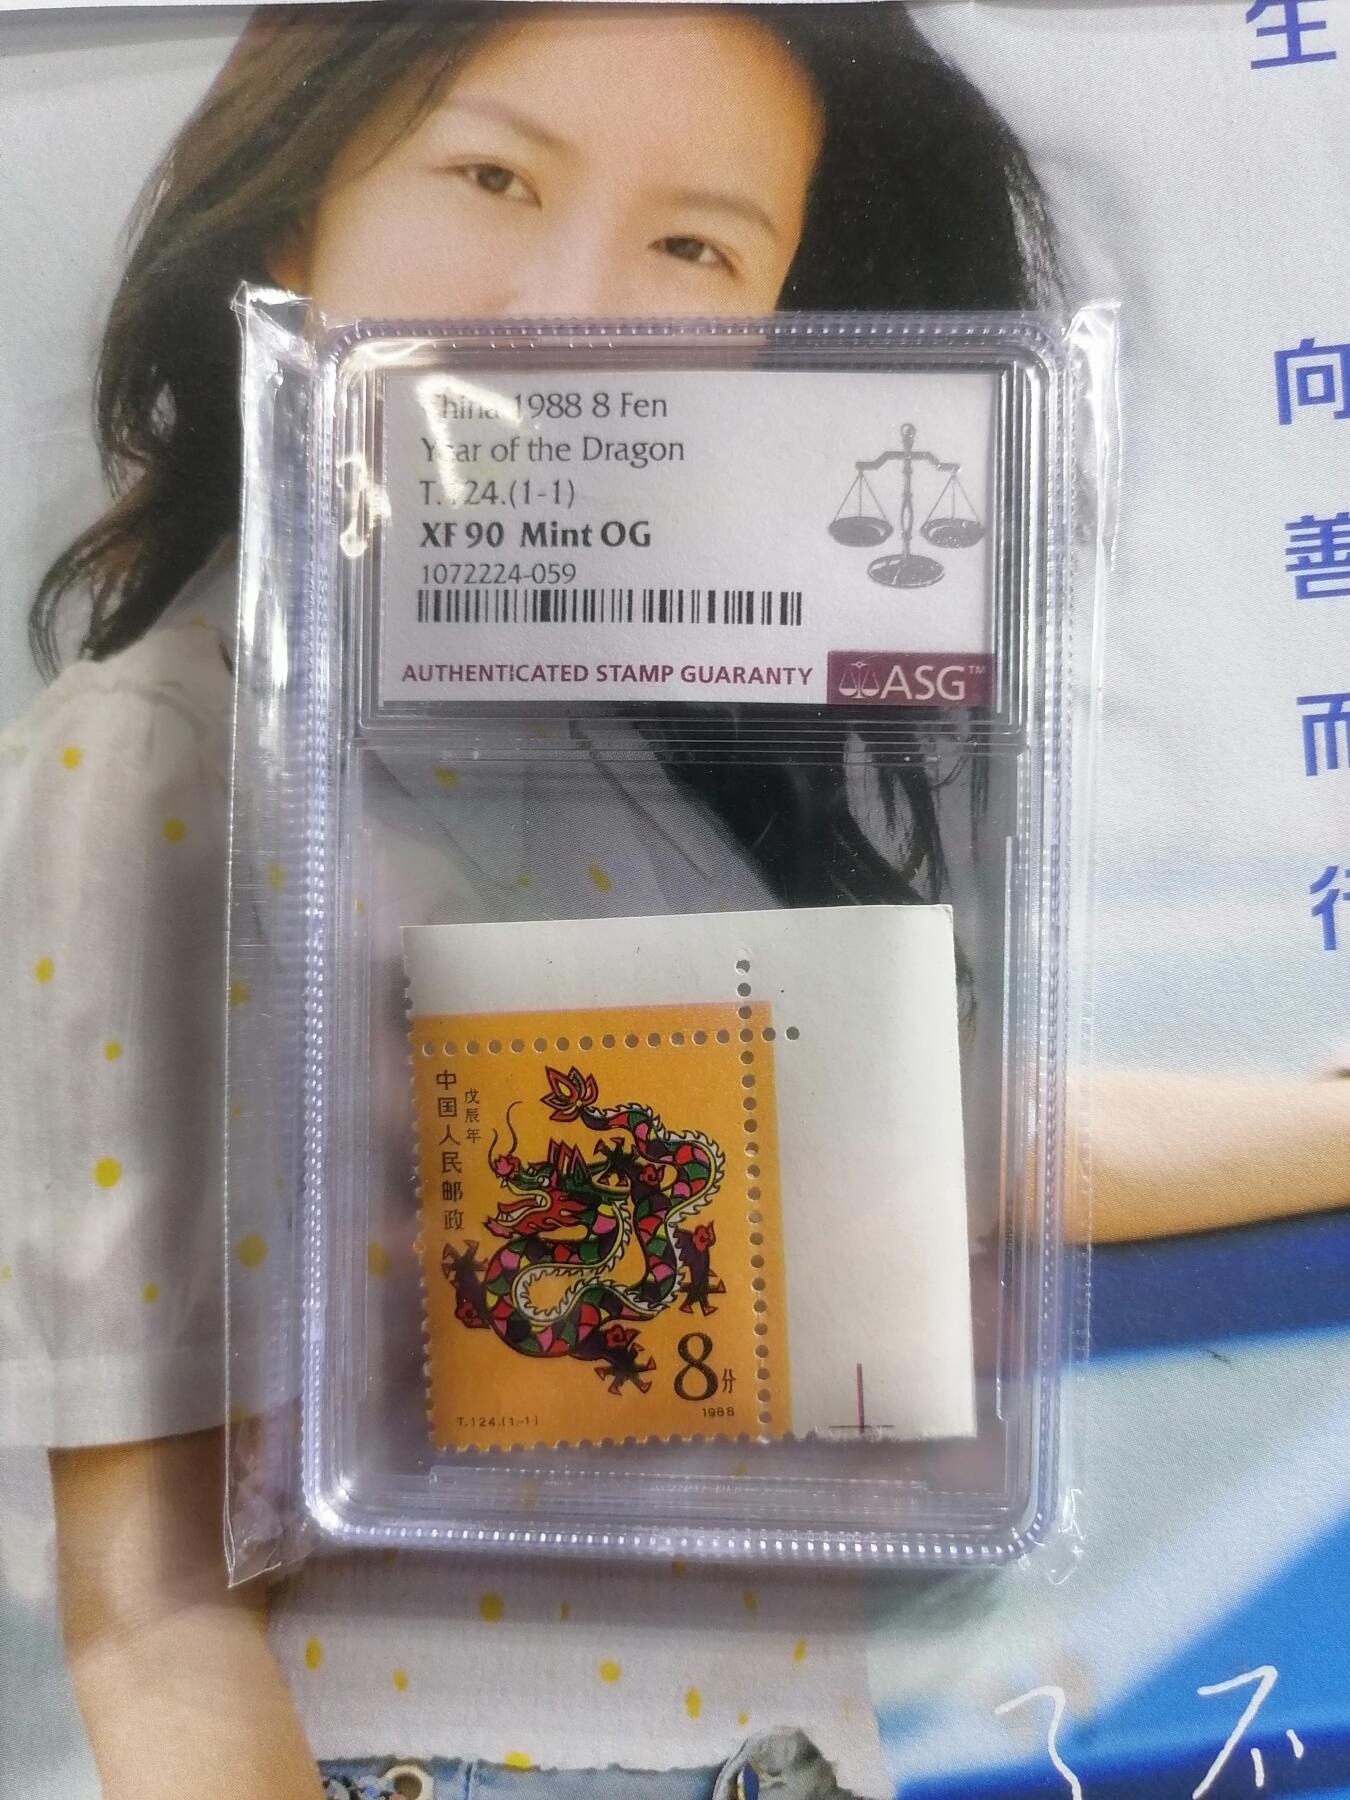 生
向
善
而
行
China 1988 8 Fen
Year of the Dragon
T.124.(1-1)
XF 90 Mint OG
1072224-059
AUTHENTICATED STAMP GUARANTY
ASG™
中国人民邮政
戊辰年
8分
1988
T.124.(1-1)